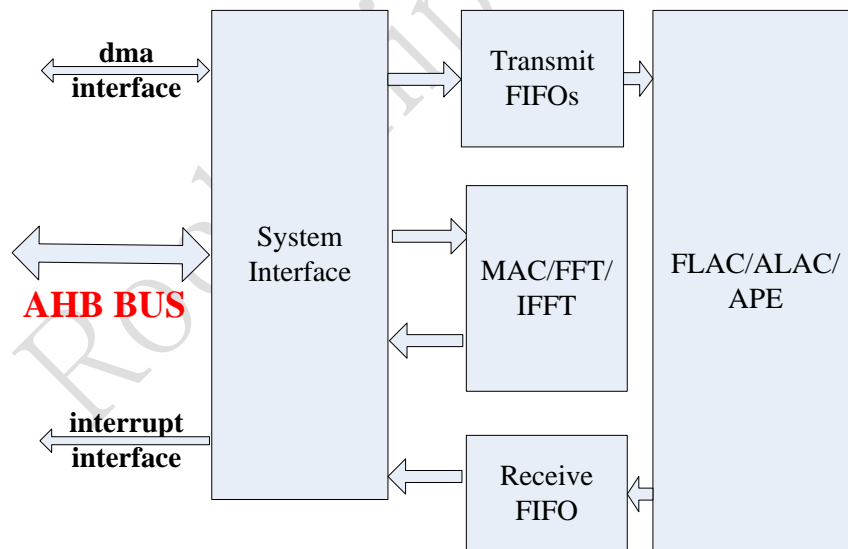 dma
interface
AHB BUS
interrupt
interface
System
Interface
Transmit
FIFOs
MAC/FFT/
IFFT
Receive
FIFO
FLAC/ALAC/
APE